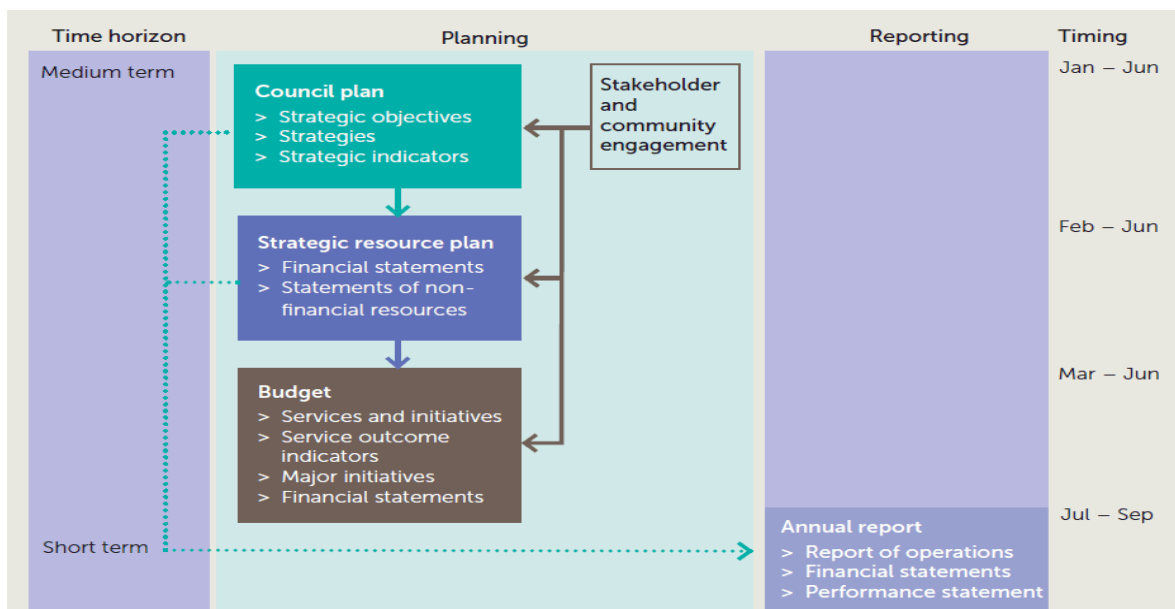 Time horizon
Planning
Reporting
Timing
Medium term
Council plan
> Strategic objectives
> Strategies
> Strategic indicators
Stakeholder
and
community
engagement
Jan – Jun
Strategic resource plan
> Financial statements
> Statements of non-
financial resources
Feb – Jun
Budget
> Services and initiatives
> Service outcome
indicators
> Major initiatives
> Financial statements
Mar – Jun
Short term
Annual report
> Report of operations
> Financial statements
> Performance statement
Jul – Sep